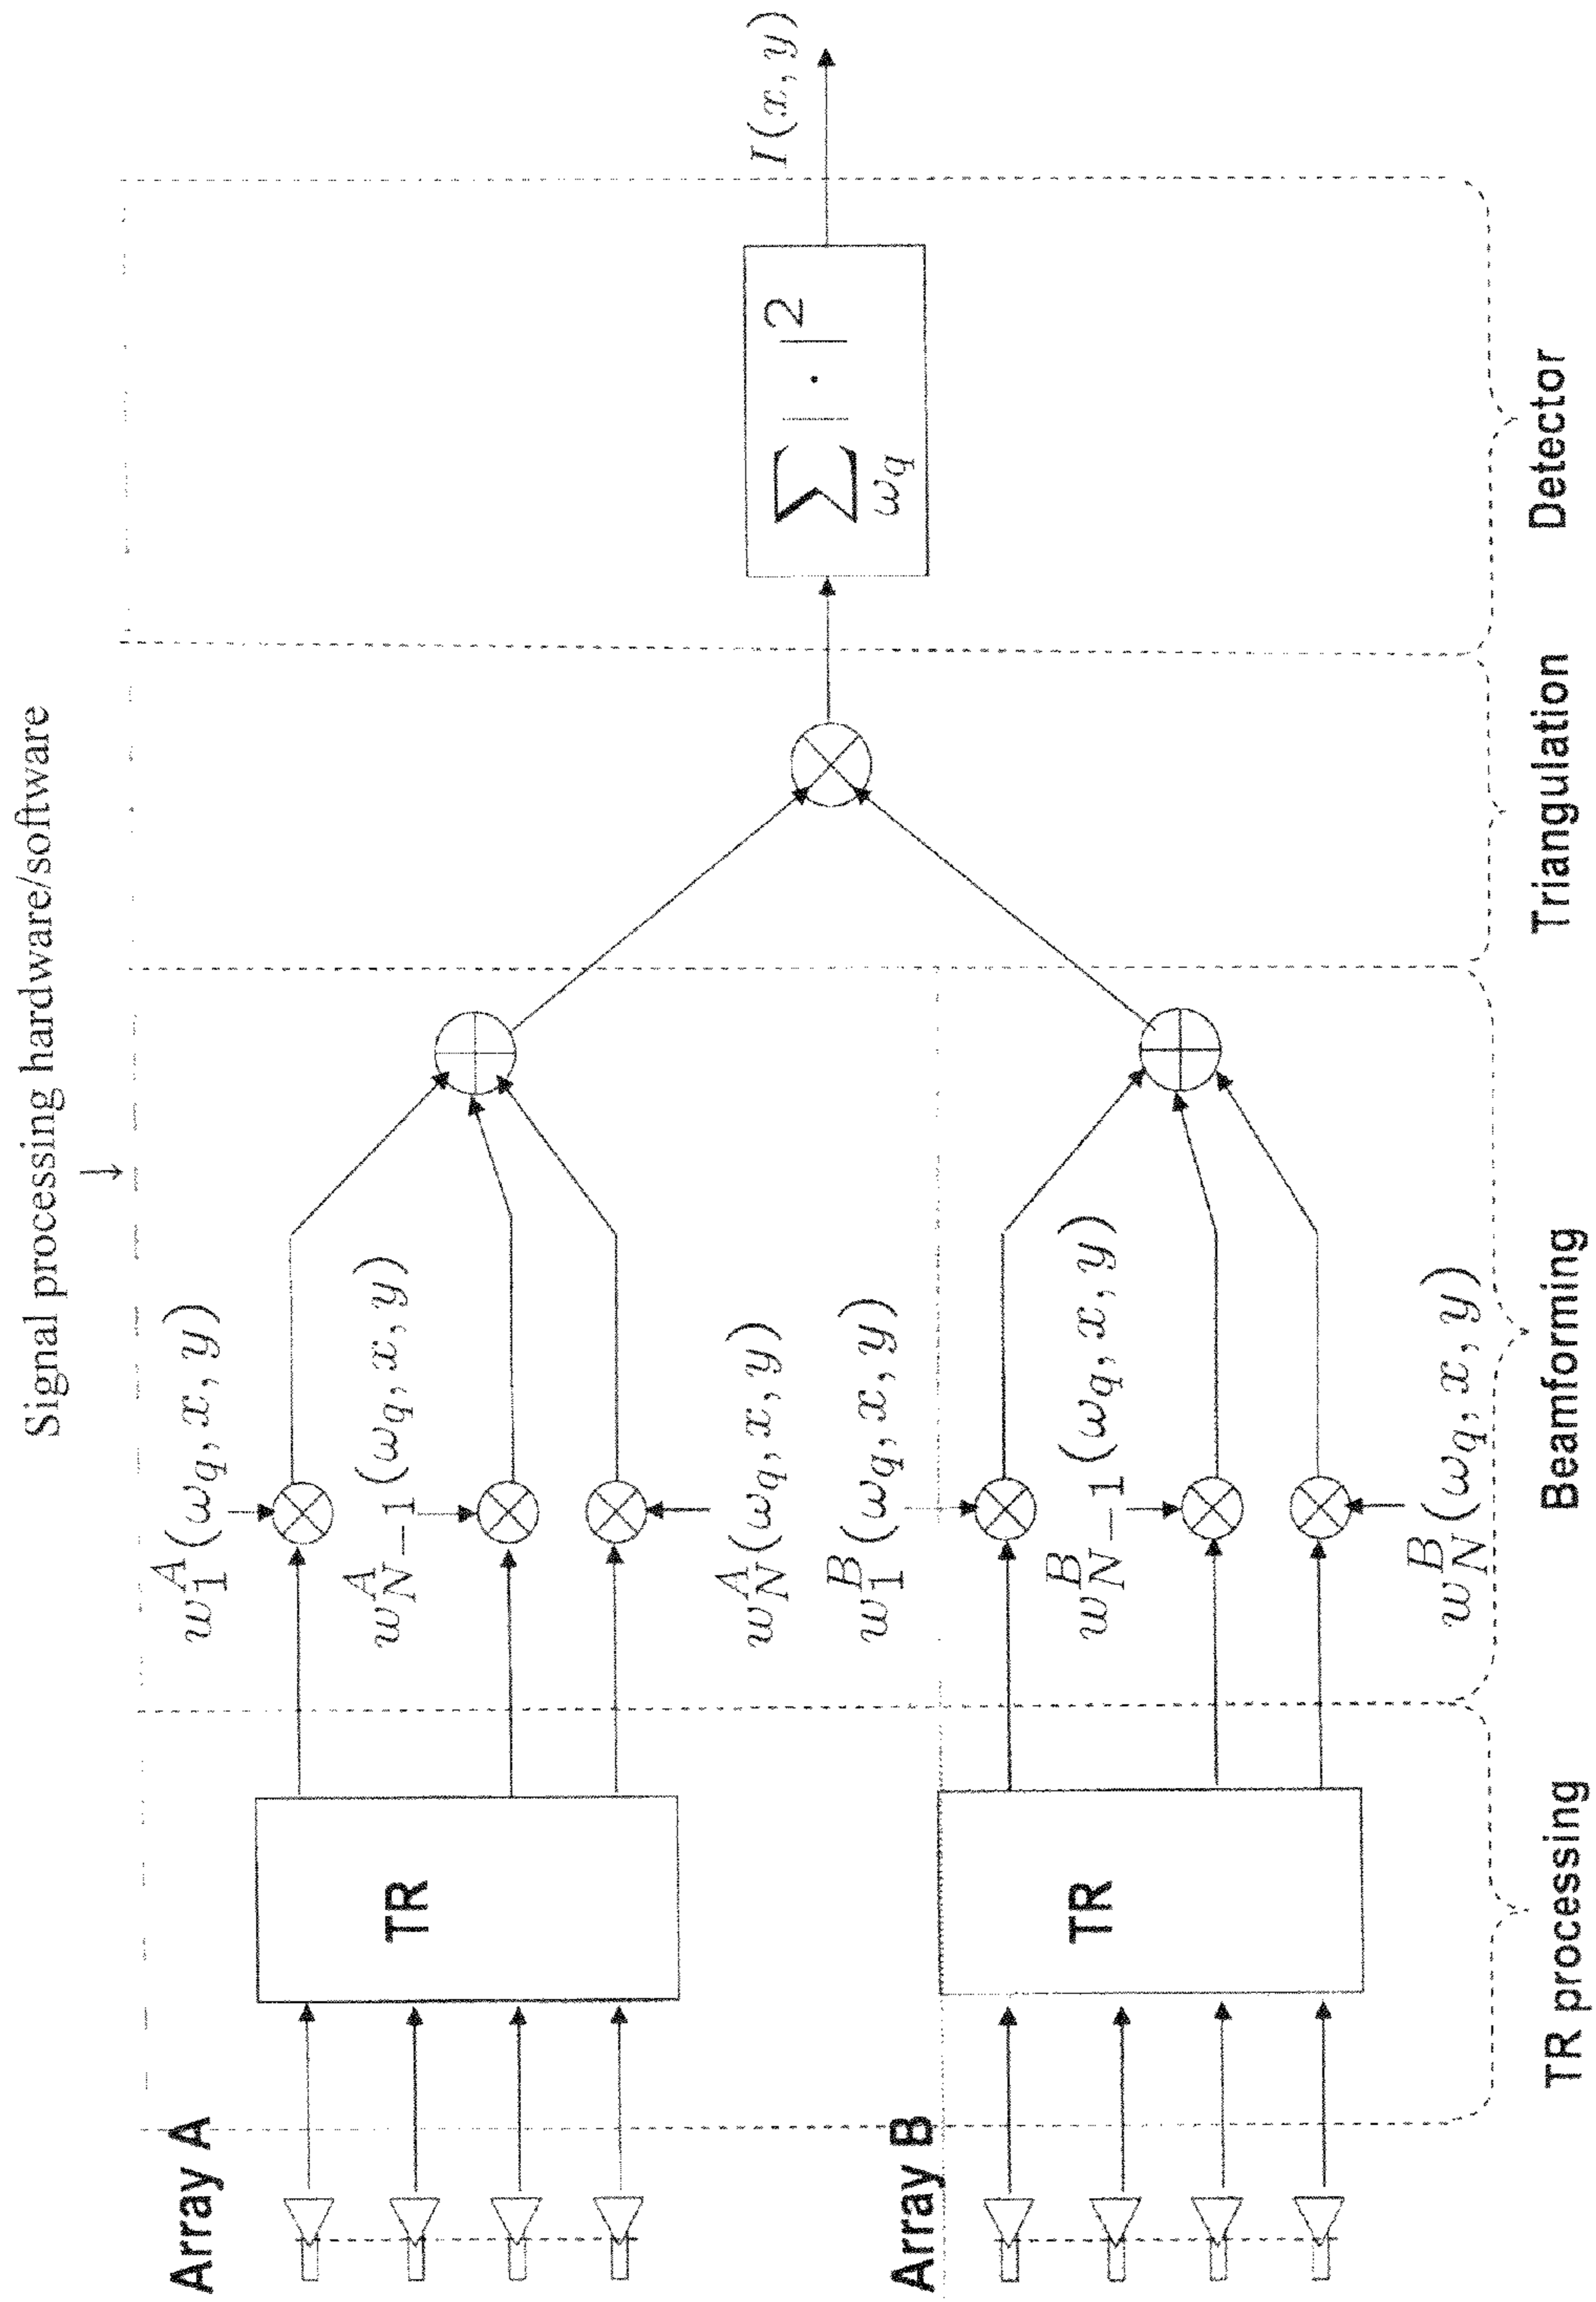 Signal processing hardware/software
↓
Array A
TR
w_1^A(ω_q, x, y)
w_{N-1}^A(ω_q, x, y)
w_N^A(ω_q, x, y)
Array B
TR
w_1^B(ω_q, x, y)
w_{N-1}^B(ω_q, x, y)
w_N^B(ω_q, x, y)
∑_{ω_q} | · |^2
I(x, y)
TR processing
Beamforming
Triangulation
Detector